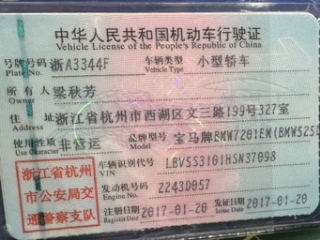 中华人民共和国机动车行驶证
Vehicle License of the People's Republic of China
号牌号码 浙A3344F 车辆类型 小型轿车
Plate No. Vehicle Type
所有人 梁秋芳
住址 浙江省杭州市西湖区文三路199号327室
Address
使用性质 非营运 品牌型号 宝马牌BMW7201EM(BMW525
Use Character
车辆识别代号 LBV5S3101HSN37098
VIN
发动机号码 2243D057
Engine No.
注册日期 2017-01-20 发证日期 2017-01-20
浙江省杭州
市公安局交
通警察支队